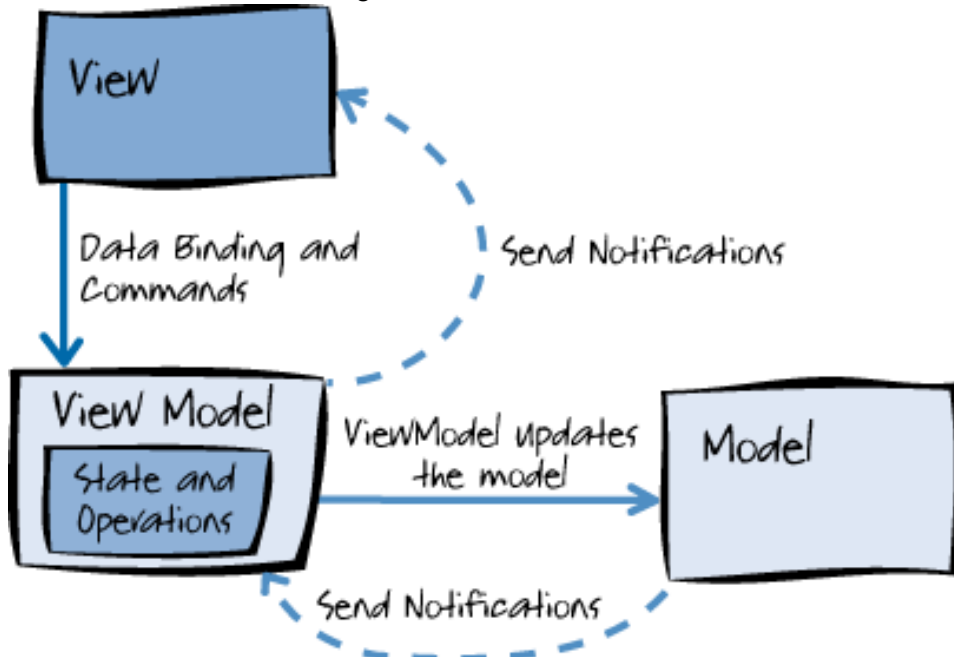 View
Data Binding and
Commands
Send Notifications
View Model
State and
Operations
ViewModel updates
the model
Model
Send Notifications